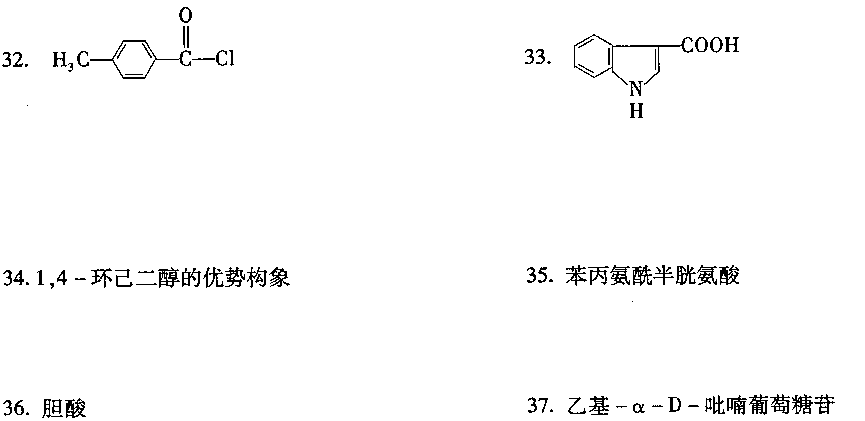 32. H₃C—C—Cl
O
33. COOH
N
H
34. 1,4-环己二醇的优势构象
35. 苯丙氨酰半胱氨酸
36. 胆酸
37. 乙基-α-D-吡喃葡萄糖苷